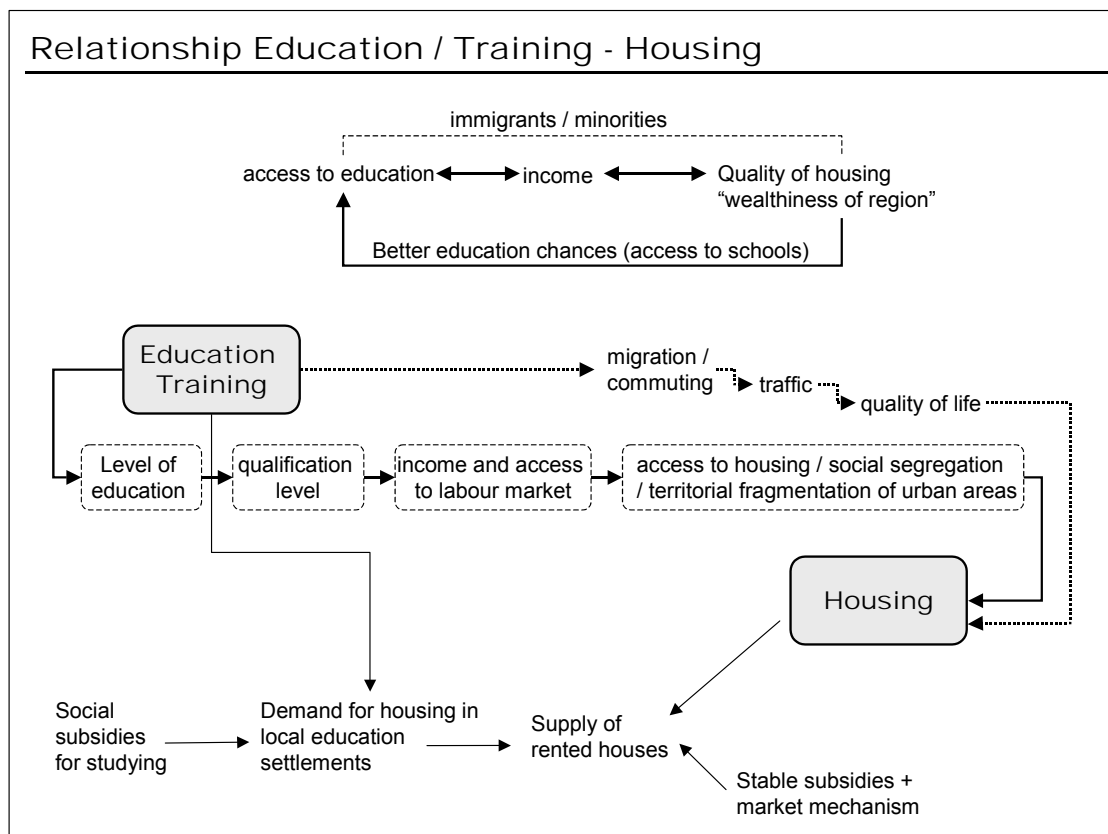 Relationship Education / Training - Housing
immigrants / minorities
access to education
income
Quality of housing
“wealthiness of region”
Better education chances (access to schools)
Education
Training
migration /
commuting
traffic
quality of life
Level of
education
qualification
level
income and access
to labour market
access to housing / social segregation
/ territorial fragmentation of urban areas
Housing
Social
subsidies
for studying
Demand for housing in
local education
settlements
Supply of
rented houses
Stable subsidies +
market mechanism